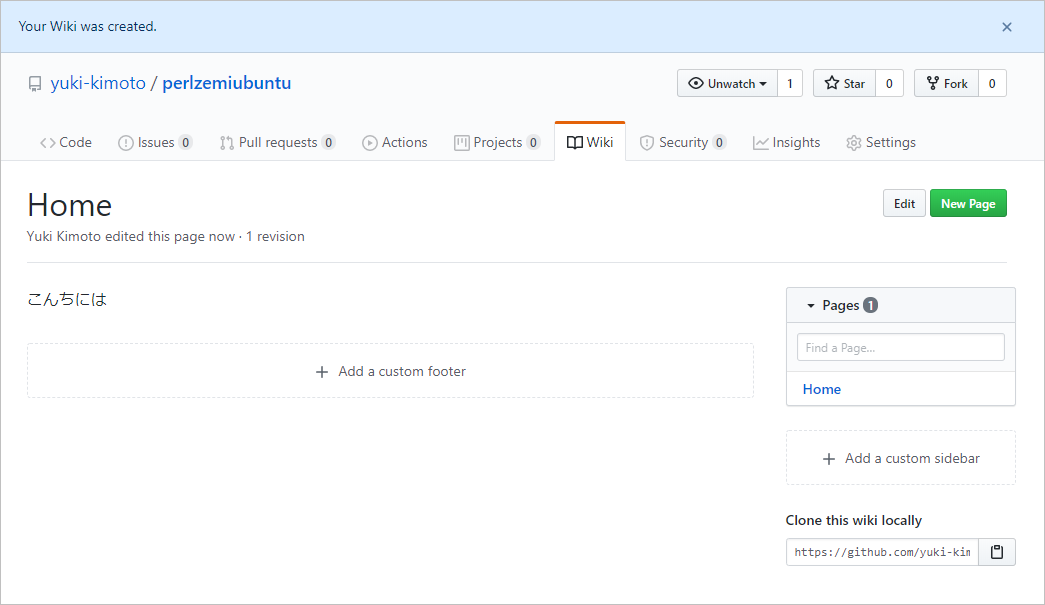 Your Wiki was created.
yuki-kimoto / perlzemiubuntu
Unwatch 1 Star 0 Fork 0
Code Issues 0 Pull requests 0 Actions Projects 0 Wiki Security 0 Insights Settings
Home
Edit New Page
Yuki Kimoto edited this page now · 1 revision
こんちには
Pages 1
Find a Page...
Home
Add a custom footer
Add a custom sidebar
Clone this wiki locally
https://github.com/yuki-kim